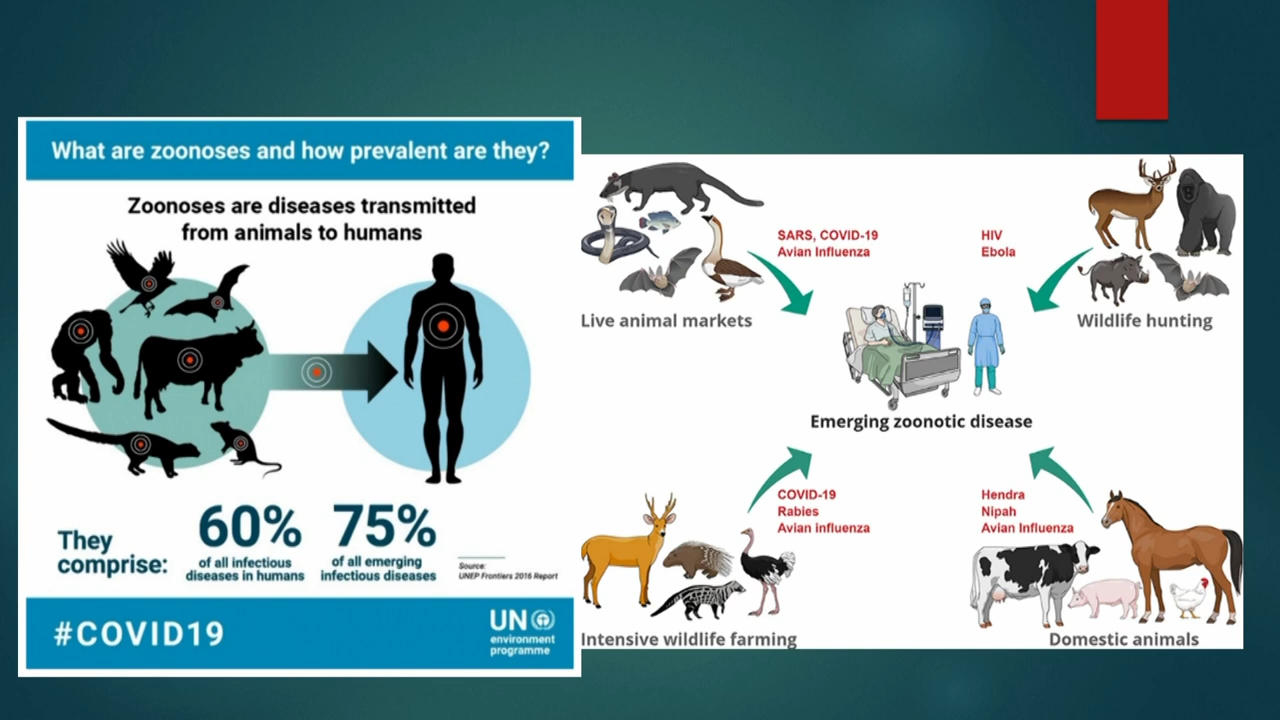 What are zoonoses and how prevalent are they?
Zoonoses are diseases transmitted
from animals to humans
They
comprise:
60%
of all infectious
diseases in humans
75%
of all emerging
infectious diseases
Source:
UNEP Frontiers 2016 Report
#COVID19
UN
environment
programme
SARS, COVID-19
Avian Influenza
Live animal markets
HIV
Ebola
Wildlife hunting
Emerging zoonotic disease
COVID-19
Rabies
Avian influenza
Intensive wildlife farming
Hendra
Nipah
Avian Influenza
Domestic animals